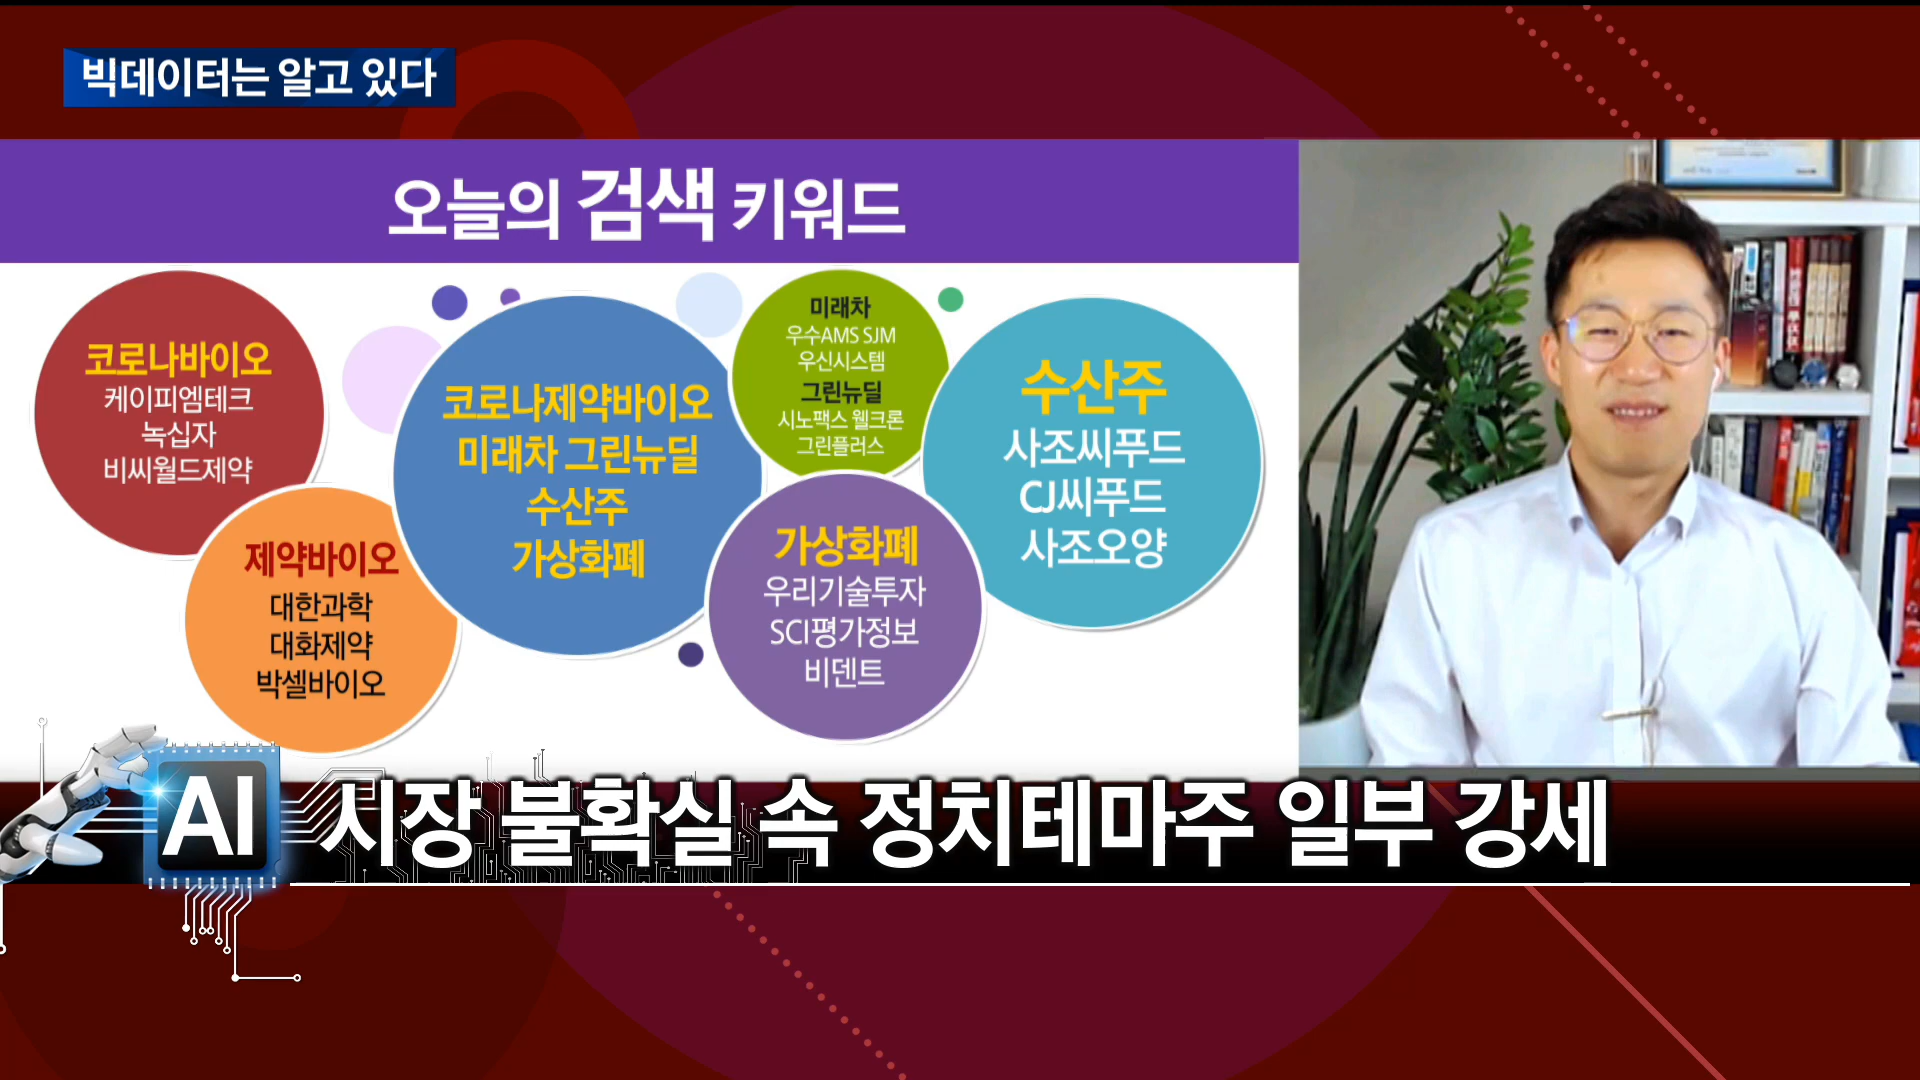 빅데이터는 알고 있다
오늘의 검색 키워드
코로나바이오
케이피엠테크
녹십자
비씨월드제약
제약바이오
대한과학
대화제약
박셀바이오
코로나제약바이오
미래차 그린뉴딜
수산주
가상화폐
미래차
우수AMS SJM
우신시스템
그린뉴딜
시노팩스 웰크론
그린플러스
가상화폐
우리기술투자
SCI평가정보
비덴트
수산주
사조씨푸드
CJ씨푸드
사조오양
AI 시장 불확실 속 정치테마주 일부 강세